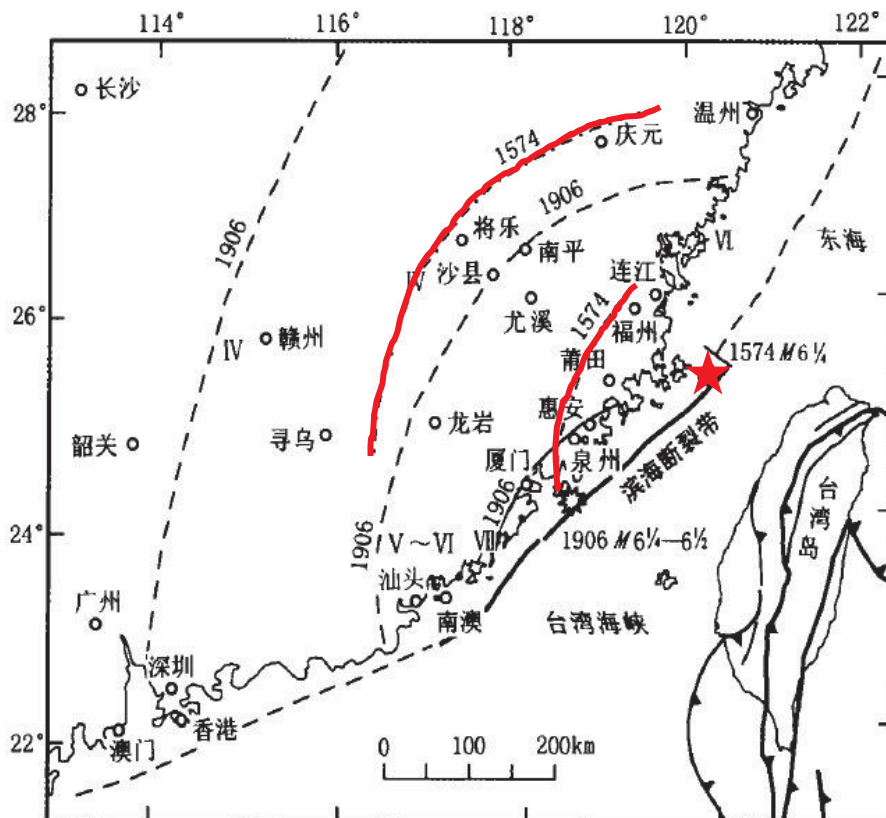 114°
116°
118°
120°
122°
28°
长沙
温州
庆元
1574
1906
1906
将乐
南平
Ⅵ
东海
沙县
Ⅳ
连江
26°
尤溪
1574
福州
Ⅳ
赣州
莆田
1574 M 6¼
惠安
龙岩
韶关
寻乌
厦门
泉州
滨海断裂带
台湾岛
24°
1906
1906
Ⅴ～Ⅵ
Ⅶ
1906 M 6¼—6½
汕头
广州
南澳
台湾海峡
深圳
香港
22°
澳门
0
100
200km